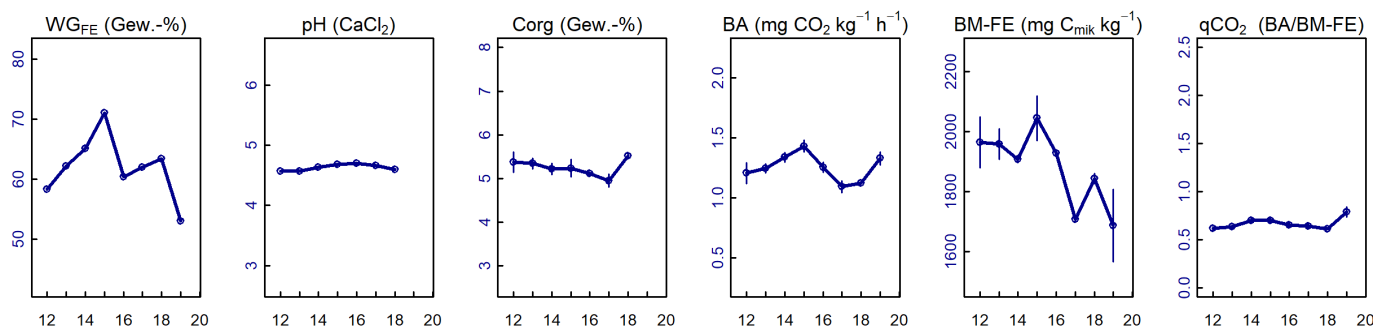 WG_FE (Gew.-%)
80
70
60
50
12 14 16 18 20
pH (CaCl₂)
6
5
4
3
12 14 16 18 20
Corg (Gew.-%)
8
7
6
5
4
3
12 14 16 18 20
BA (mg CO₂ kg⁻¹ h⁻¹)
2.0
1.5
1.0
0.5
12 14 16 18 20
BM-FE (mg C_mik kg⁻¹)
2200
2000
1800
1600
12 14 16 18 20
qCO₂ (BA/BM-FE)
2.5
2.0
1.5
1.0
0.5
0.0
12 14 16 18 20